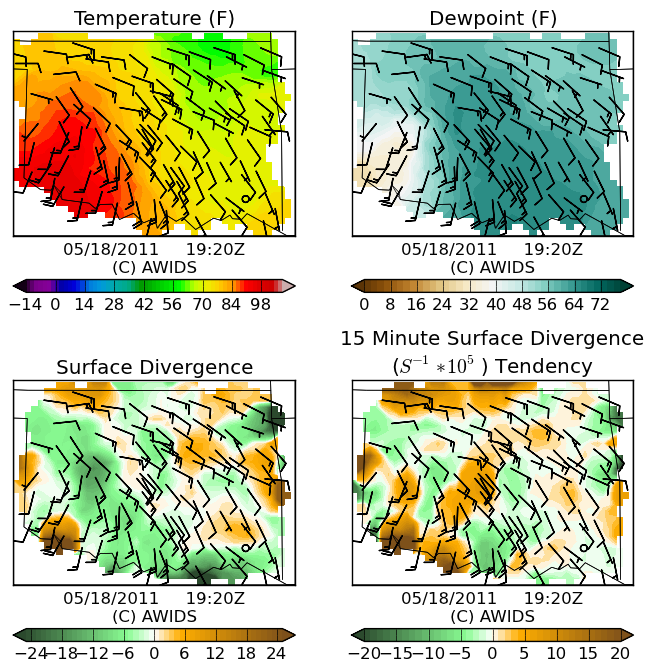 Temperature (F)
Dewpoint (F)
05/18/2011 19:20Z
(C) AWIDS
05/18/2011 19:20Z
(C) AWIDS
−14 0 14 28 42 56 70 84 98
0 8 16 24 32 40 48 56 64 72
Surface Divergence
15 Minute Surface Divergence
(S⁻¹ *10⁵ ) Tendency
05/18/2011 19:20Z
(C) AWIDS
05/18/2011 19:20Z
(C) AWIDS
−24 −18 −12 −6 0 6 12 18 24
−20 −15 −10 −5 0 5 10 15 20